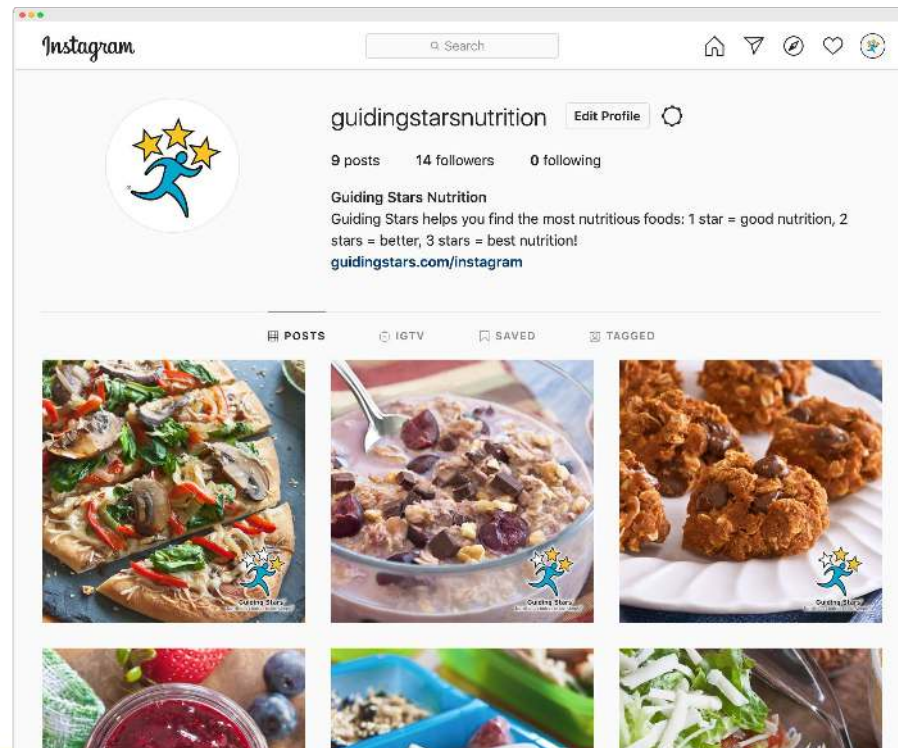 Instagram
Search
guidingstarsnutrition Edit Profile
9 posts 14 followers 0 following
Guiding Stars Nutrition
Guiding Stars helps you find the most nutritious foods: 1 star = good nutrition, 2
stars = better, 3 stars = best nutrition!
guidingstars.com/instagram
POSTS IGTV SAVED TAGGED
Guiding Stars
Guiding Stars
Guiding Stars